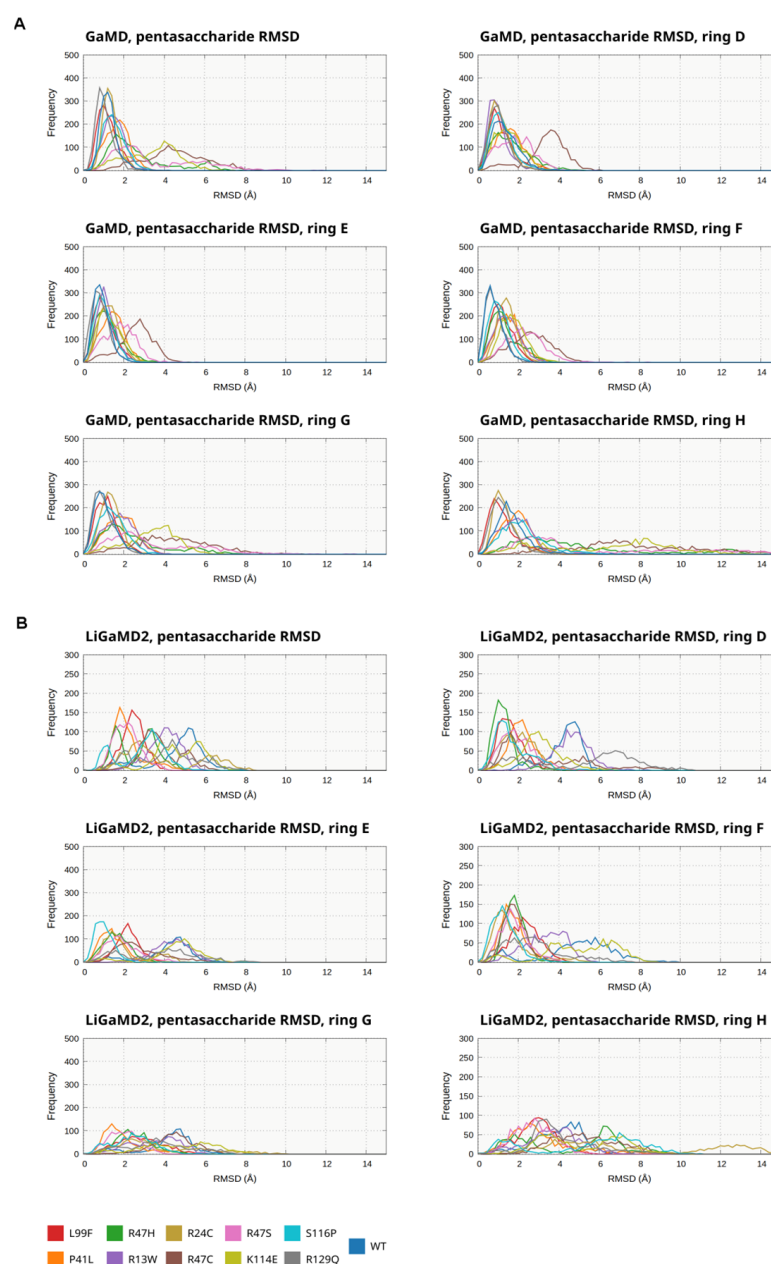 A
GaMD, pentasaccharide RMSD
Frequency
500
400
300
200
100
0
0 2 4 6 8 10 12 14
RMSD (Å)
GaMD, pentasaccharide RMSD, ring D
Frequency
500
400
300
200
100
0
0 2 4 6 8 10 12 14
RMSD (Å)
GaMD, pentasaccharide RMSD, ring E
Frequency
500
400
300
200
100
0
0 2 4 6 8 10 12 14
RMSD (Å)
GaMD, pentasaccharide RMSD, ring F
Frequency
500
400
300
200
100
0
0 2 4 6 8 10 12 14
RMSD (Å)
GaMD, pentasaccharide RMSD, ring G
Frequency
500
400
300
200
100
0
0 2 4 6 8 10 12 14
RMSD (Å)
GaMD, pentasaccharide RMSD, ring H
Frequency
500
400
300
200
100
0
0 2 4 6 8 10 12 14
RMSD (Å)
B
LiGaMD2, pentasaccharide RMSD
Frequency
300
250
200
150
100
50
0
0 2 4 6 8 10 12 14
RMSD (Å)
LiGaMD2, pentasaccharide RMSD, ring D
Frequency
300
250
200
150
100
50
0
0 2 4 6 8 10 12 14
RMSD (Å)
LiGaMD2, pentasaccharide RMSD, ring E
Frequency
500
400
300
200
100
0
0 2 4 6 8 10 12 14
RMSD (Å)
LiGaMD2, pentasaccharide RMSD, ring F
Frequency
300
250
200
150
100
50
0
0 2 4 6 8 10 12 14
RMSD (Å)
LiGaMD2, pentasaccharide RMSD, ring G
Frequency
500
400
300
200
100
0
0 2 4 6 8 10 12 14
RMSD (Å)
LiGaMD2, pentasaccharide RMSD, ring H
Frequency
300
250
200
150
100
50
0
0 2 4 6 8 10 12 14
RMSD (Å)
L99F R47H R24C R47S S116P WT
P41L R13W R47C K114E R129Q